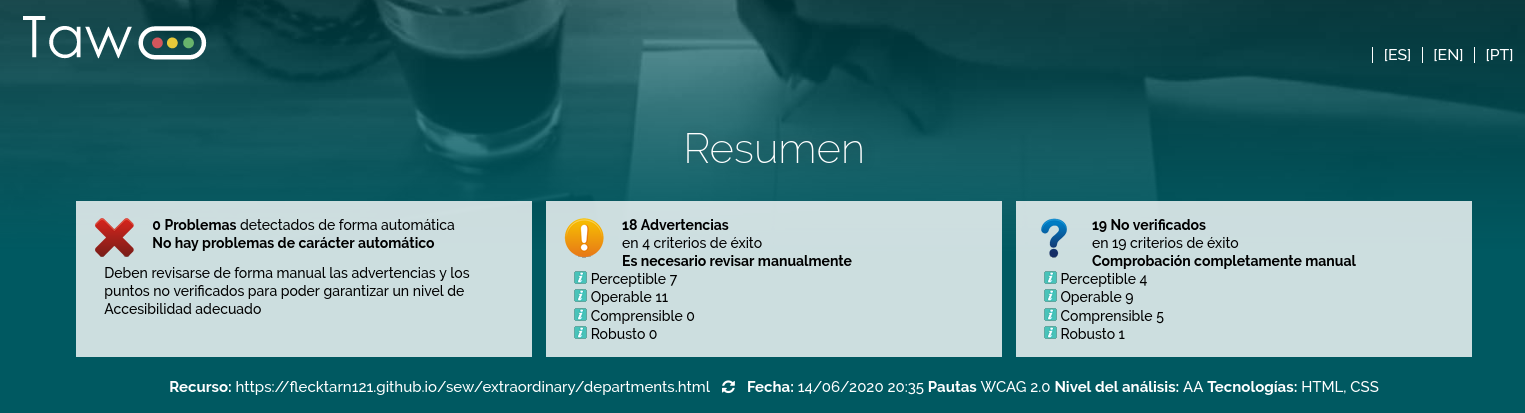 Taw
[ES] [EN] [PT]
Resumen
0 Problemas detectados de forma automática
No hay problemas de carácter automático
Deben revisarse de forma manual las advertencias y los
puntos no verificados para poder garantizar un nivel de
Accesibilidad adecuado
18 Advertencias
en 4 criterios de éxito
Es necesario revisar manualmente
Perceptible 7
Operable 11
Comprensible 0
Robusto 0
19 No verificados
en 19 criterios de éxito
Comprobación completamente manual
Perceptible 4
Operable 9
Comprensible 5
Robusto 1
Recurso: https://flecktarn121.github.io/sew/extraordinary/departments.html Fecha: 14/06/2020 20:35 Pautas WCAG 2.0 Nivel del análisis: AA Tecnologías: HTML, CSS